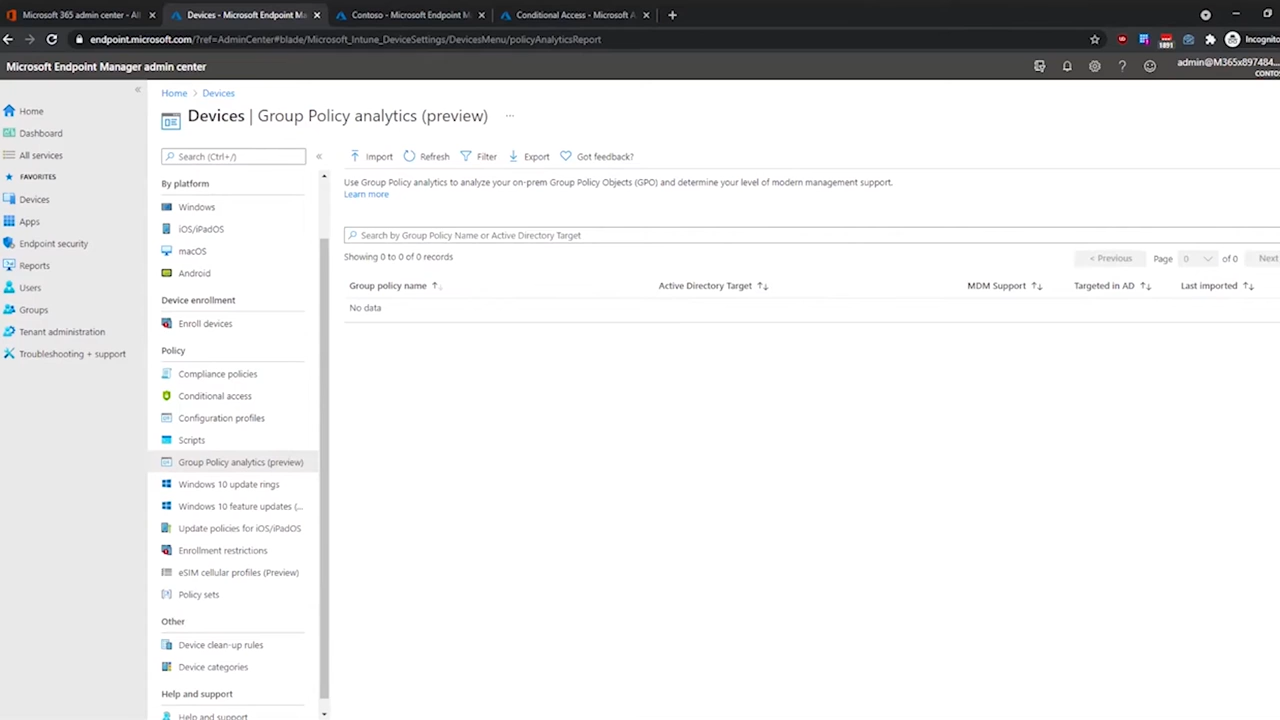 Microsoft 365 admin center - Al
Devices - Microsoft Endpoint Ma
Contoso - Microsoft Endpoint M
Conditional Access - Microsoft A
endpoint.microsoft.com/?ref=AdminCenter#blade/Microsoft_Intune_DeviceSettings/DevicesMenu/policyAnalyticsReport
1891
Incognito
Microsoft Endpoint Manager admin center
admin@M365x897484...
CONTOS
Home
Dashboard
All services
FAVORITES
Devices
Apps
Endpoint security
Reports
Users
Groups
Tenant administration
Troubleshooting + support
Home > Devices
Devices | Group Policy analytics (preview) ...
Search (Ctrl+/)
By platform
Windows
iOS/iPadOS
macOS
Android
Device enrollment
Enroll devices
Policy
Compliance policies
Conditional access
Configuration profiles
Scripts
Group Policy analytics (preview)
Windows 10 update rings
Windows 10 feature updates (...
Update policies for iOS/iPadOS
Enrollment restrictions
eSIM cellular profiles (Preview)
Policy sets
Other
Device clean-up rules
Device categories
Help and support
Help and support
Import Refresh Filter Export Got feedback?
Use Group Policy analytics to analyze your on-prem Group Policy Objects (GPO) and determine your level of modern management support.
Learn more
Search by Group Policy Name or Active Directory Target
Showing 0 to 0 of 0 records
< Previous Page 0 of 0 Next
Group policy name Active Directory Target MDM Support Targeted in AD Last imported
No data